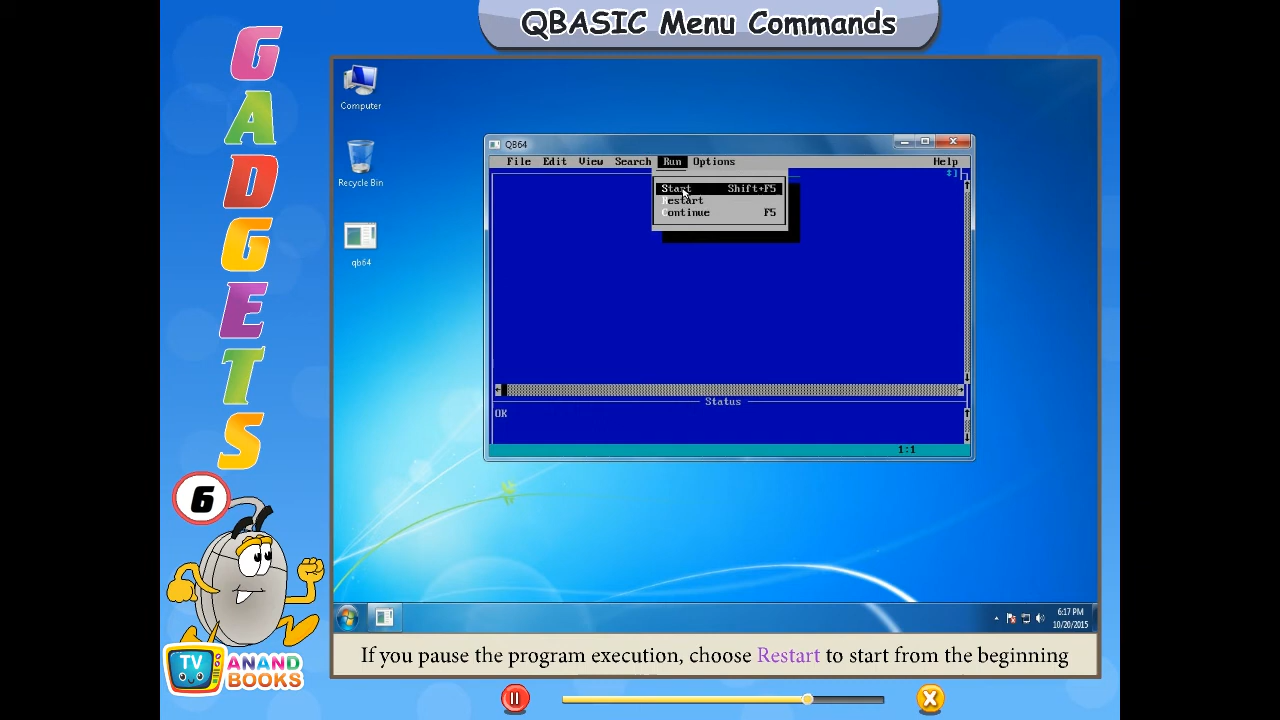 QBASIC Menu Commands
GADGETS
6
TV
ANAND
BOOKS
Computer
Recycle Bin
qb64
QB64
File Edit View Search Run Options Help
Start Shift+F5
Restart
Continue F5
Status
OK
1:1
6:17 PM
10/20/2015
If you pause the program execution, choose Restart to start from the beginning